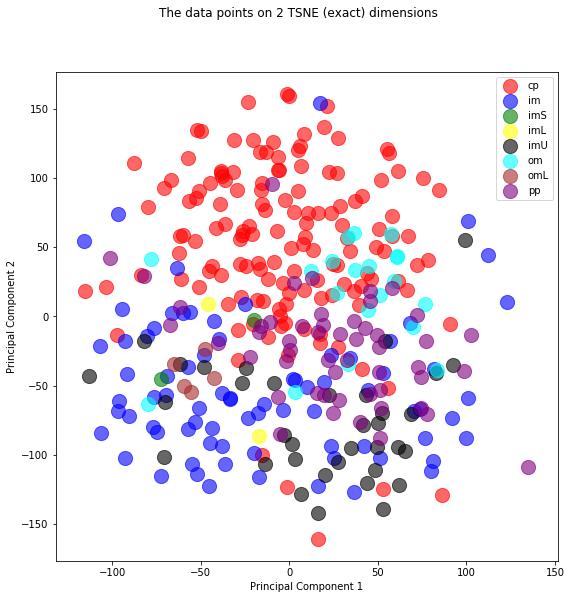 The data points on 2 TSNE (exact) dimensions
cp
im
imS
imL
imU
om
omL
pp
150
100
50
0
−50
−100
−150
Principal Component 2
−100
−50
0
50
100
150
Principal Component 1